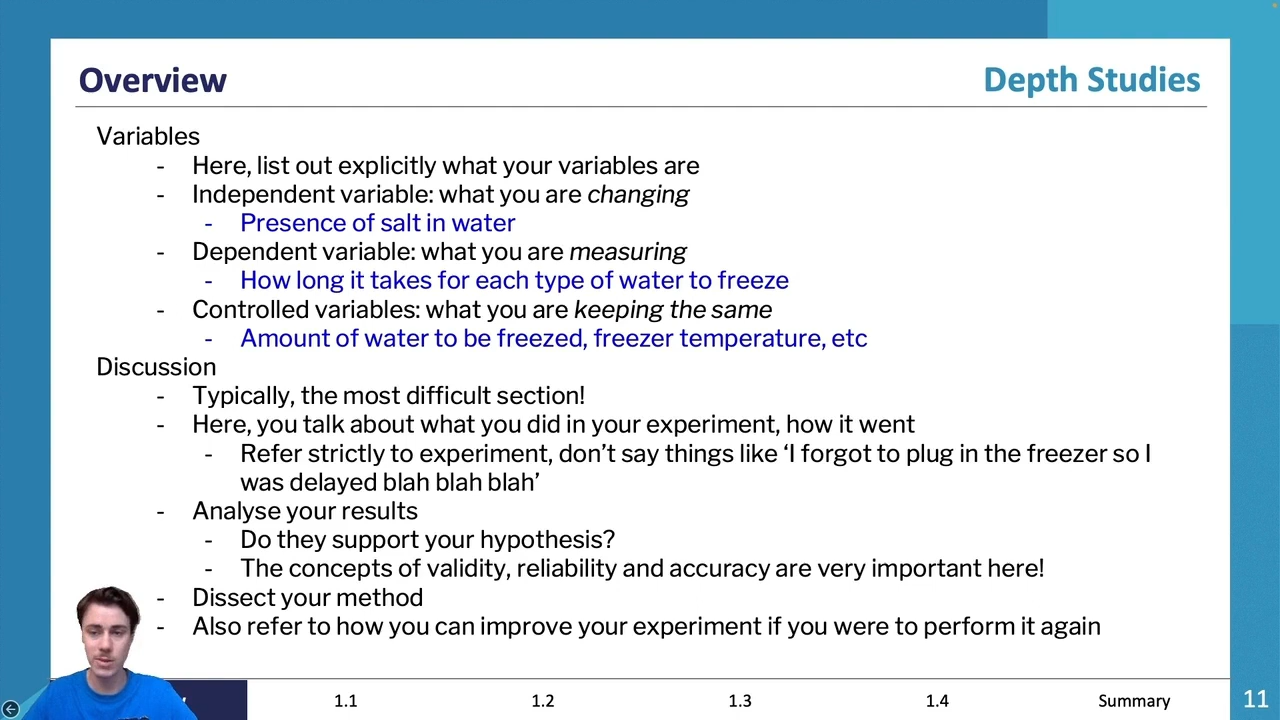 Overview
Depth Studies
Variables
- Here, list out explicitly what your variables are
- Independent variable: what you are changing
- Presence of salt in water
- Dependent variable: what you are measuring
- How long it takes for each type of water to freeze
- Controlled variables: what you are keeping the same
- Amount of water to be freezed, freezer temperature, etc
Discussion
- Typically, the most difficult section!
- Here, you talk about what you did in your experiment, how it went
- Refer strictly to experiment, don’t say things like ‘I forgot to plug in the freezer so I
was delayed blah blah blah’
- Analyse your results
- Do they support your hypothesis?
- The concepts of validity, reliability and accuracy are very important here!
- Dissect your method
- Also refer to how you can improve your experiment if you were to perform it again
1.1
1.2
1.3
1.4
Summary
11